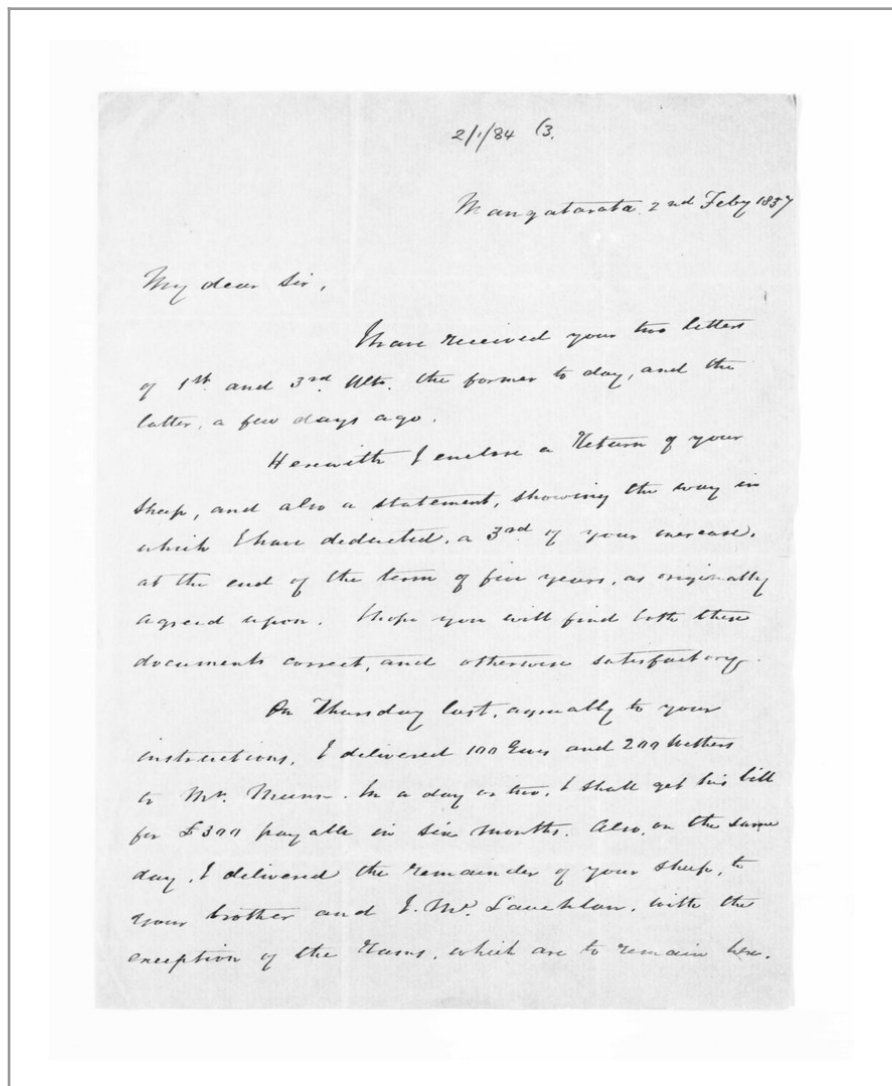 2/1/84 (3.
Mangatarata 2nd Feby 1857
My dear Sir,
I have received your two letters
of 1st. and 3rd. Ulto. the former to day, and the
latter, a few days ago.
Herewith I enclose a Return of your
Sheep, and also a statement, showing the way in
which I have deducted, a 3rd of your increase,
at the end of the term of five years, as originally
agreed upon. I hope you will find both these
documents correct, and otherwise satisfactory.
On Thursday last, agreeably to your
instructions, I delivered 100 Ewes and 200 Wethers
to Mr. Munn. In a day or two, I shall get his bill
for £300 payable in six months. Also, on the same
day, I delivered the remainder of your sheep, to
your brother and J. Mc. Lauchlan, with the
exception of the Rams, which are to remain here.